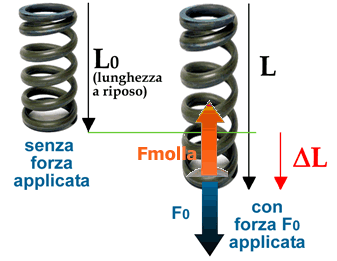 L0
(lunghezza
a riposo)
senza
forza
applicata
L
Fmolla
ΔL
F0
con
forza F0
applicata